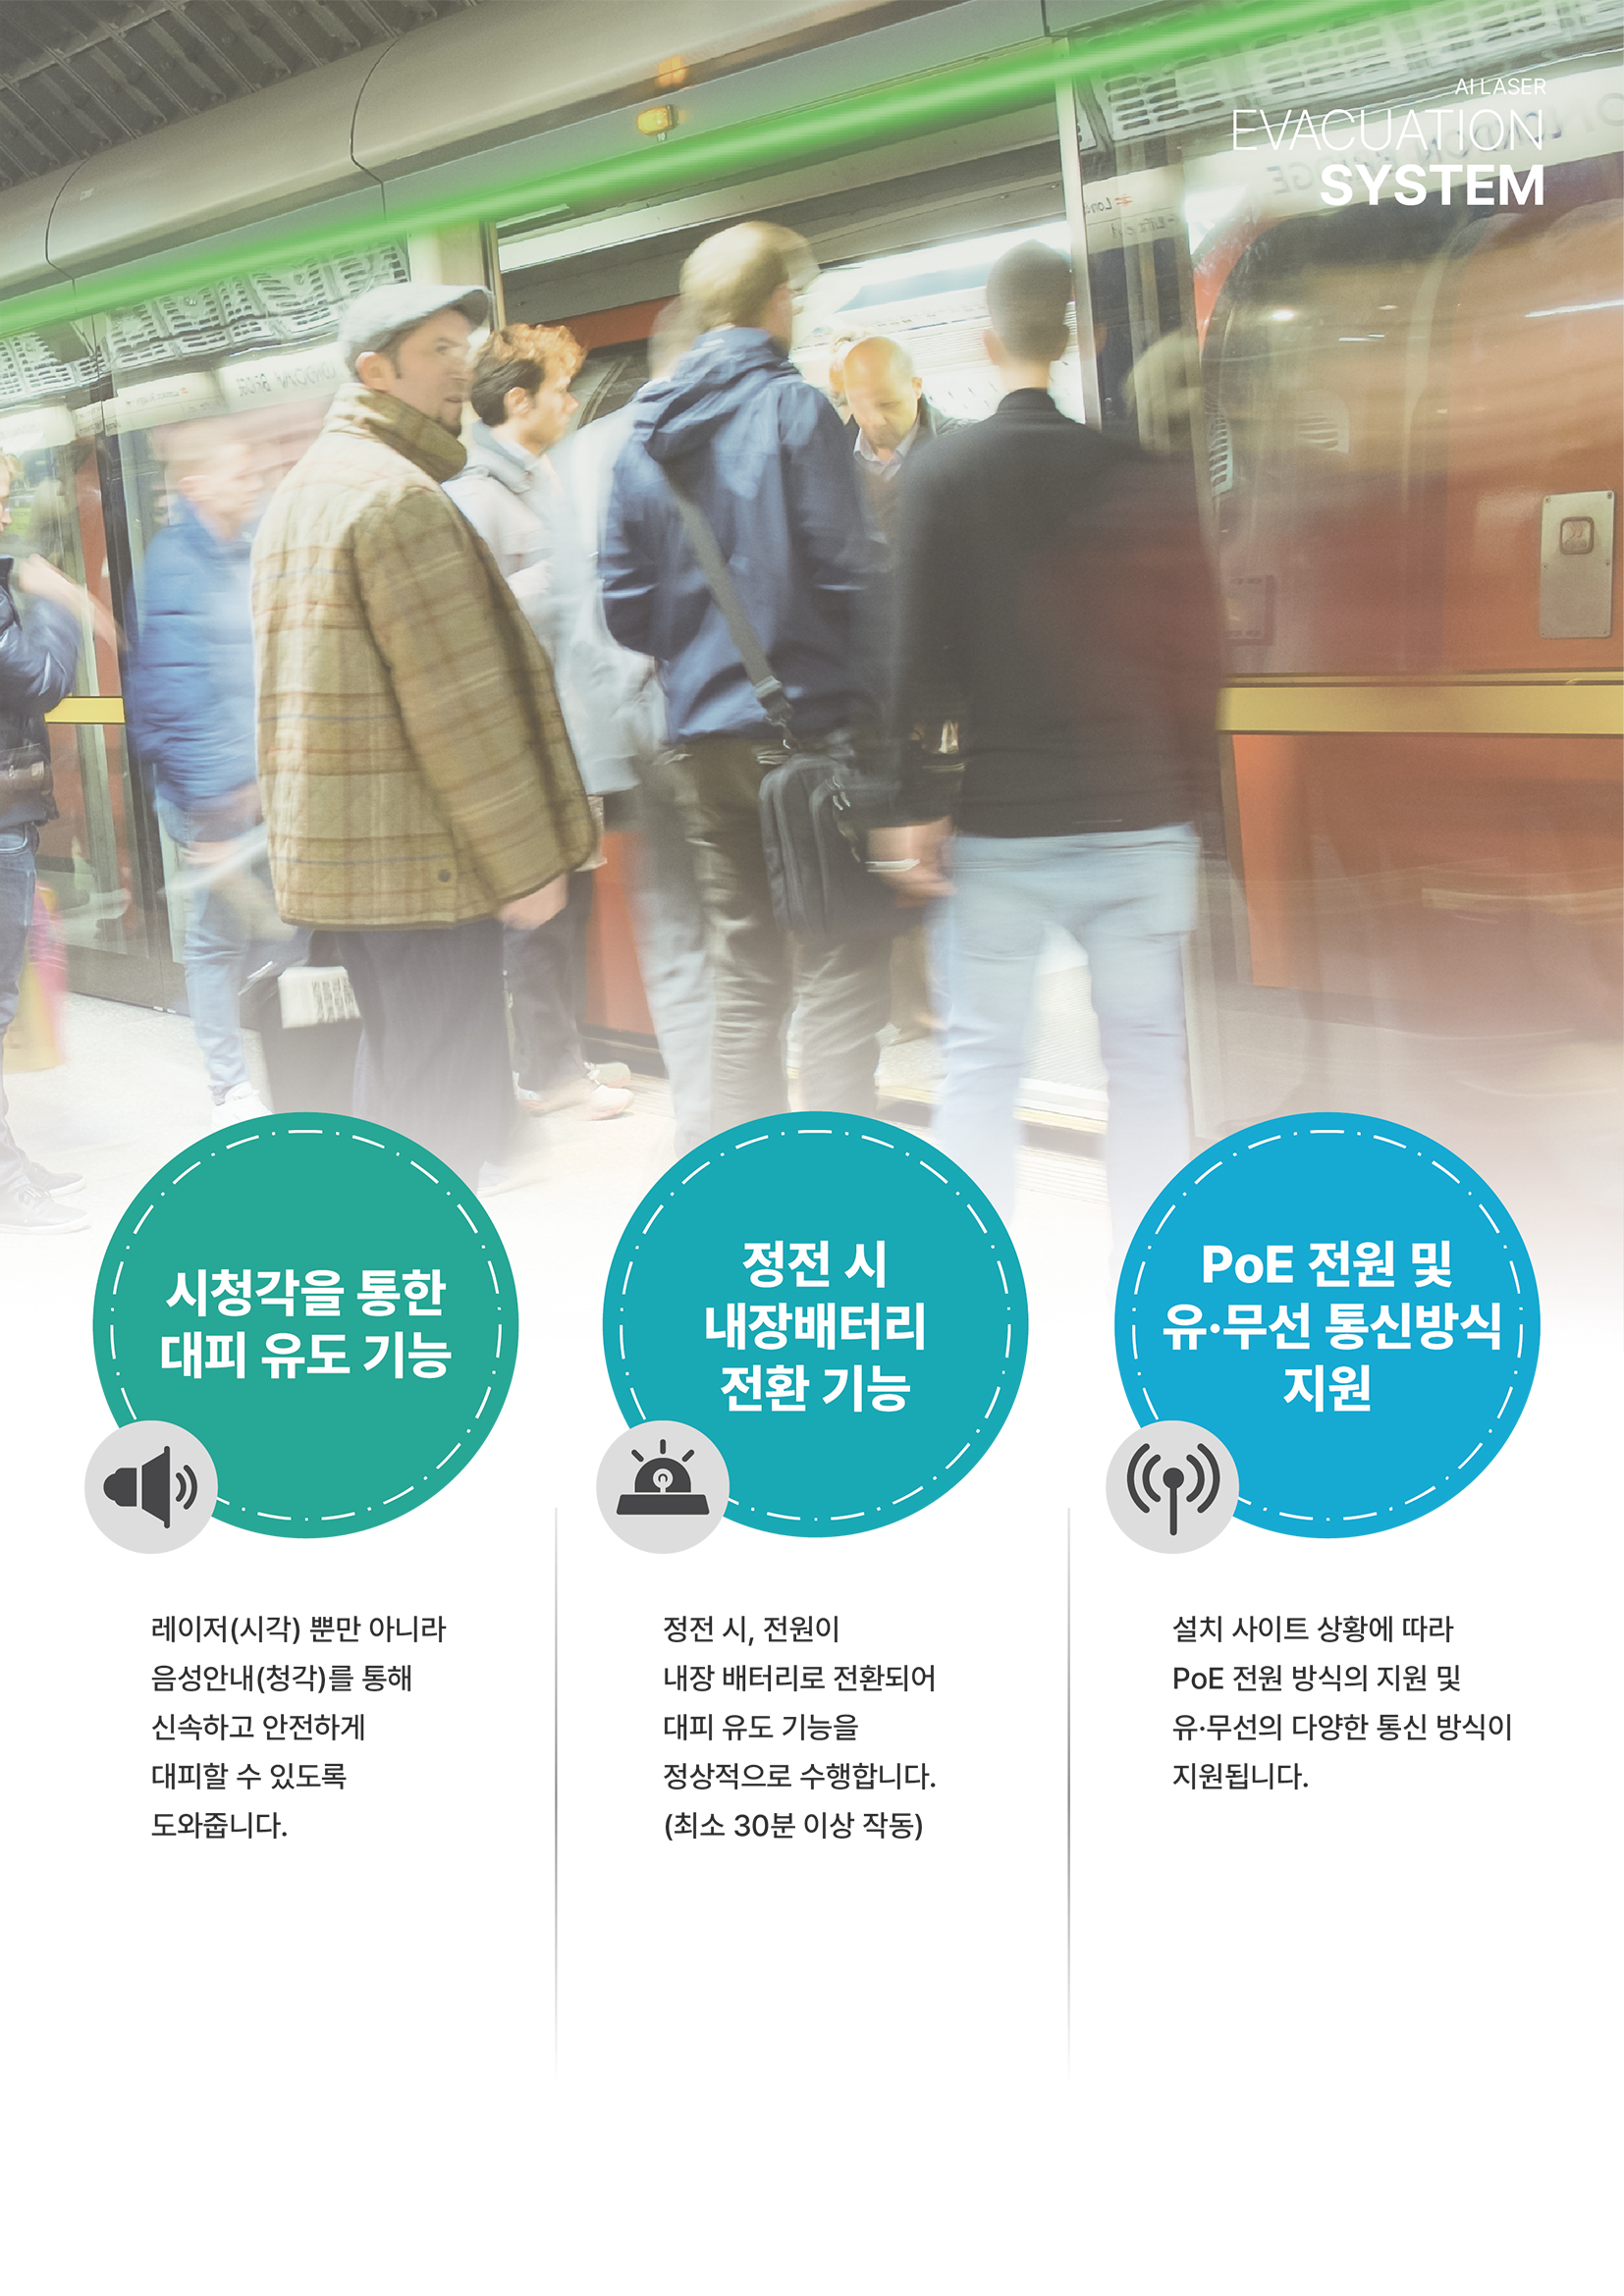 AI LASER
EVACUATION
SYSTEM
시청각을 통한
대피 유도 기능
정전 시
내장배터리
전환 기능
PoE 전원 및
유·무선 통신방식
지원
레이저(시각) 뿐만 아니라
음성안내(청각)를 통해
신속하고 안전하게
대피할 수 있도록
도와줍니다.
정전 시, 전원이
내장 배터리로 전환되어
대피 유도 기능을
정상적으로 수행합니다.
(최소 30분 이상 작동)
설치 사이트 상황에 따라
PoE 전원 방식의 지원 및
유·무선의 다양한 통신 방식이
지원됩니다.